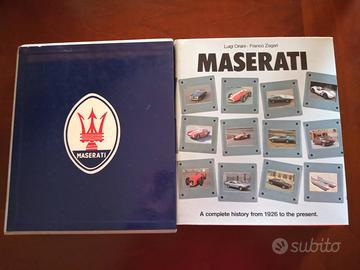 MASERATI
Luigi Orsini - Franco Zagari
MASERATI
A complete history from 1926 to the present.
subito